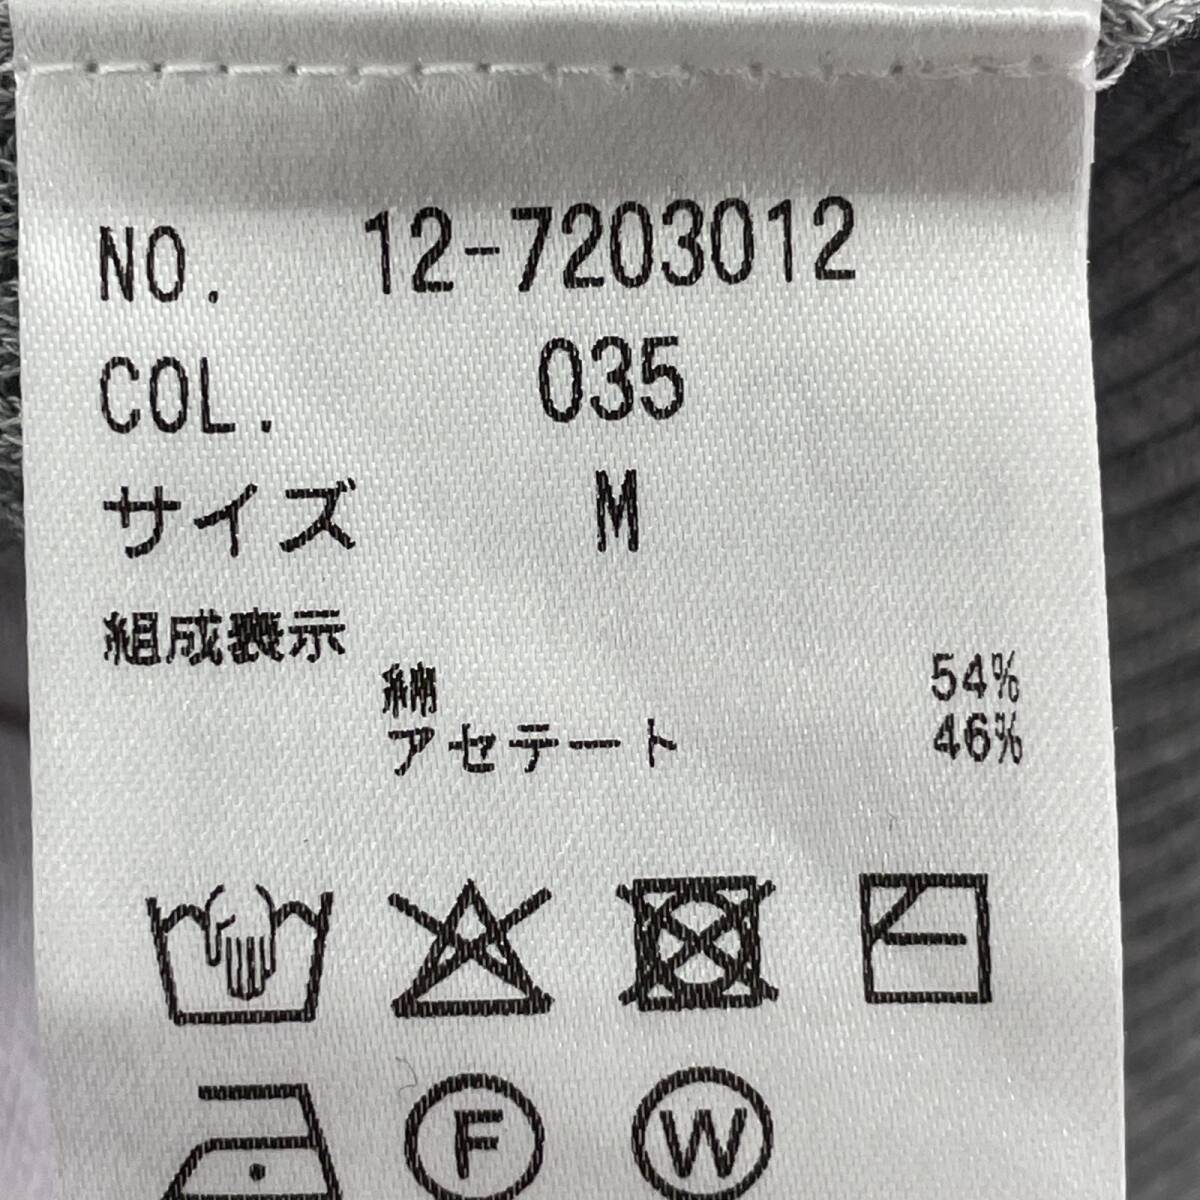 NO. 12-7203012
COL. 035
サイズ M
組成表示
綿 54%
アセテート 46%
F W